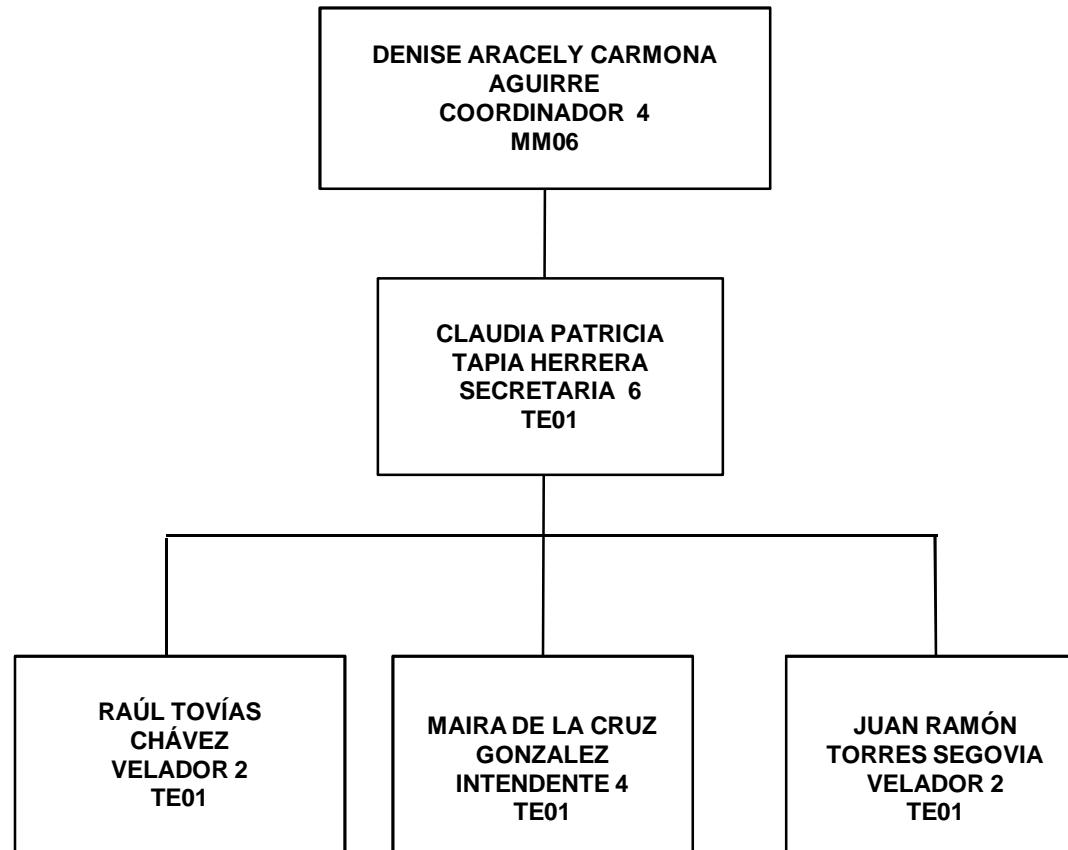 DENISE ARACELY CARMONA
AGUIRRE
COORDINADOR 4
MM06
CLAUDIA PATRICIA
TAPIA HERRERA
SECRETARIA 6
TE01
RAÚL TOVÍAS
CHÁVEZ
VELADOR 2
TE01
MAIRA DE LA CRUZ
GONZALEZ
INTENDENTE 4
TE01
JUAN RAMÓN
TORRES SEGOVIA
VELADOR 2
TE01